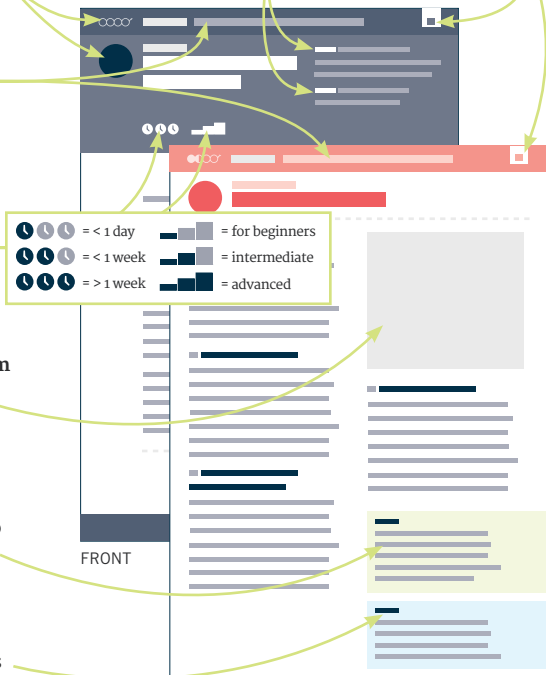 = < 1 day = for beginners
= < 1 week = intermediate
= > 1 week = advanced
m
FRONT
s